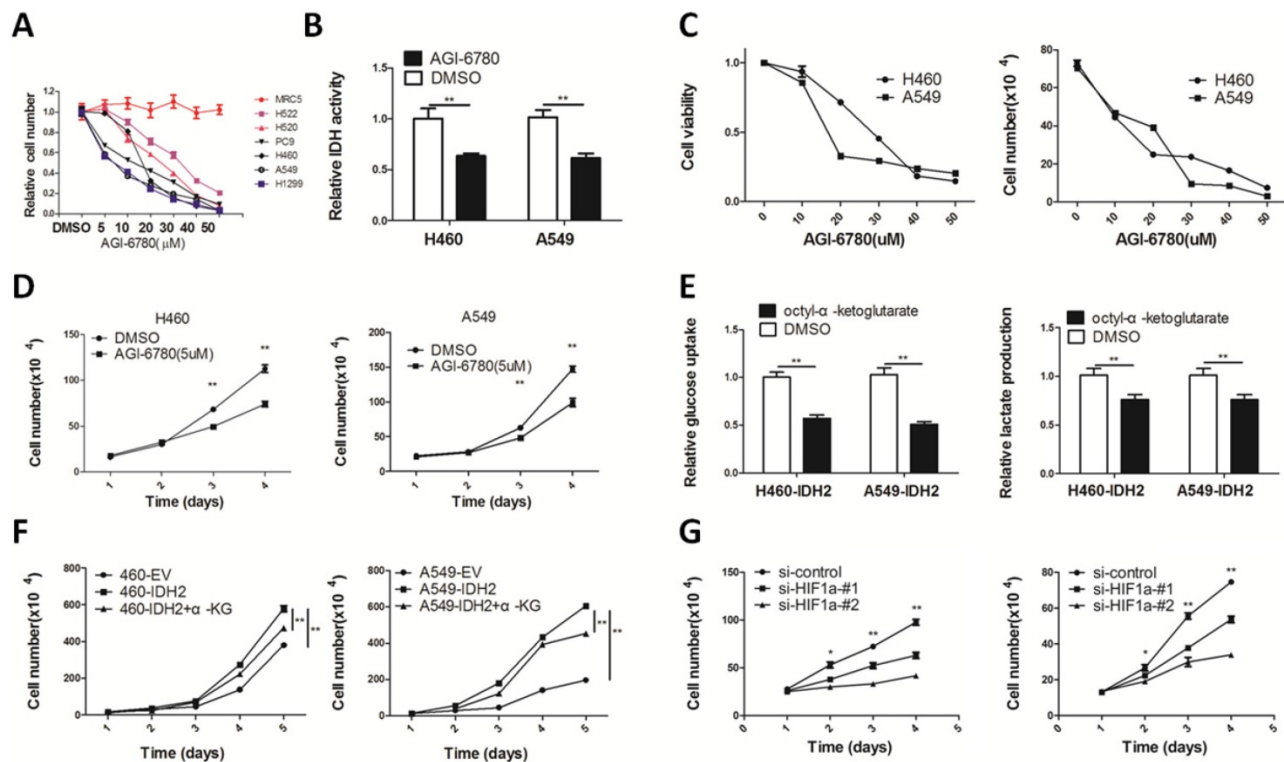 A
Relative cell number
1.2
1.0
0.8
0.6
0.4
0.2
0.0
DMSO 5 10 20 30 40 50
AGI-6780( μM)
MRC5
H522
H520
PC9
H460
A549
H1299
B
AGI-6780
DMSO
Relative IDH activity
1.5
1.0
0.5
0.0
**
**
H460 A549
C
Cell viability
1.0
0.5
0.0
H460
A549
0 10 20 30 40 50
AGI-6780(uM)
Cell number(x10 4)
80
60
40
20
0
H460
A549
0 10 20 30 40 50
AGI-6780(uM)
D
H460
Cell number(x10 4)
150
100
50
0
DMSO
AGI-6780(5uM)
**
**
1 2 3 4
Time (days)
A549
Cell number(x10 4)
200
150
100
50
0
DMSO
AGI-6780(5uM)
**
**
1 2 3 4
Time (days)
E
octyl-α -ketoglutarate
DMSO
Relative glucose uptake
1.5
1.0
0.5
0.0
**
**
H460-IDH2 A549-IDH2
octyl-α -ketoglutarate
DMSO
Relative lactate production
1.5
1.0
0.5
0.0
**
**
H460-IDH2 A549-IDH2
F
Cell number(x10 4)
800
600
400
200
0
460-EV
460-IDH2
460-IDH2+α -KG
**
**
1 2 3 4 5
Time (days)
Cell number(x10 4)
800
600
400
200
0
A549-EV
A549-IDH2
A549-IDH2+α -KG
**
**
1 2 3 4 5
Time (days)
G
Cell number(x10 4)
150
100
50
0
si-control
si-HIF1a-#1
si-HIF1a-#2
*
**
**
0 1 2 3 4 5
Time (days)
Cell number(x10 4)
80
60
40
20
0
si-control
si-HIF1a-#1
si-HIF1a-#2
*
**
**
0 1 2 3 4 5
Time (days)